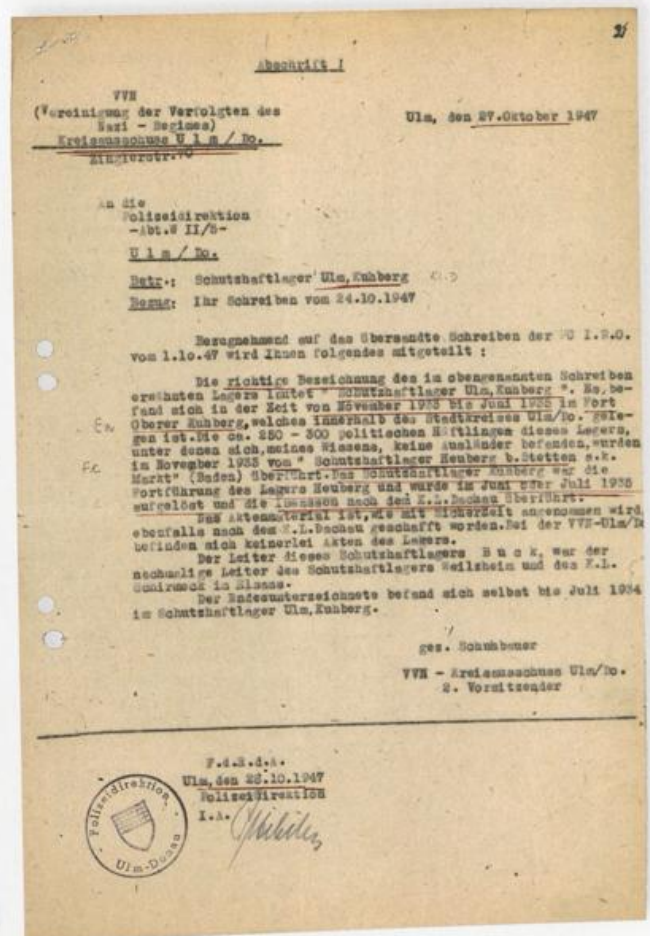 Abschrift !
VVN
(Vereinigung der Verfolgten des
Nazi - Regimes)
Kreisausschuss U l m / Do.
Zinglerstr.70
Ulm, den 27.Oktober 1947
An die
Polizeidirektion
-Abt.W II/5-
U l m / Do.
Betr.: Schutzhaftlager Ulm,Kuhberg
Bezug: Ihr Schreiben vom 24.10.1947
Bezugnehmend auf das übersandte Schreiben der PC I.R.O.
vom 1.10.47 wird Ihnen folgendes mitgeteilt :
Die richtige Bezeichnung des im obengenannten Schreiben
erwähnten Lagers lautet " Schutzhaftlager Ulm,Kuhberg ". Es be-
fand sich in der Zeit von November 1933 bis Juni 1935 im Fort
Oberer Kuhberg,welches innerhalb des Stadtkreises Ulm/Do. gele-
gen ist.Die ca. 250 - 300 politischen Häftlingen dieses Lagers,
unter denen sich,meines Wissens, keine Ausländer befanden,wurden
im November 1933 vom " Schutzhaftlager Heuberg b.Stetten a.k.
Markt" (Baden) überführt.Das Schutzhaftlager Kuhberg war die
Fortführung des Lagers Heuberg und wurde im Juni oder Juli 1935
aufgelöst und die Insassen nach dem K.L.Dachau überführt.
Das Aktenmaterial ist,wie mit Sicherheit angenommen wird,
ebenfalls nach dem K.L.Dachau geschafft worden.Bei der VVN-Ulm/Do
befinden sich keinerlei Akten des Lagers.
Der Leiter dieses Schutzhaftlagers B u c k, war der
nachmalige Leiter des Schutzhaftlagers Welzheim und des K.L.
Schirmeck im Elsass.
Der Endesunterzeichnete befand sich selbst bis Juli 1934
im Schutzhaftlager Ulm,Kuhberg.
gez. Schuhbauer
VVN - Kreisausschuss Ulm/Do.
2. Vorsitzender
F.d.R.d.A.
Ulm,den 28.10.1947
Polizeidirektion
I.A.
Polizeidirektion
Ulm-Donau